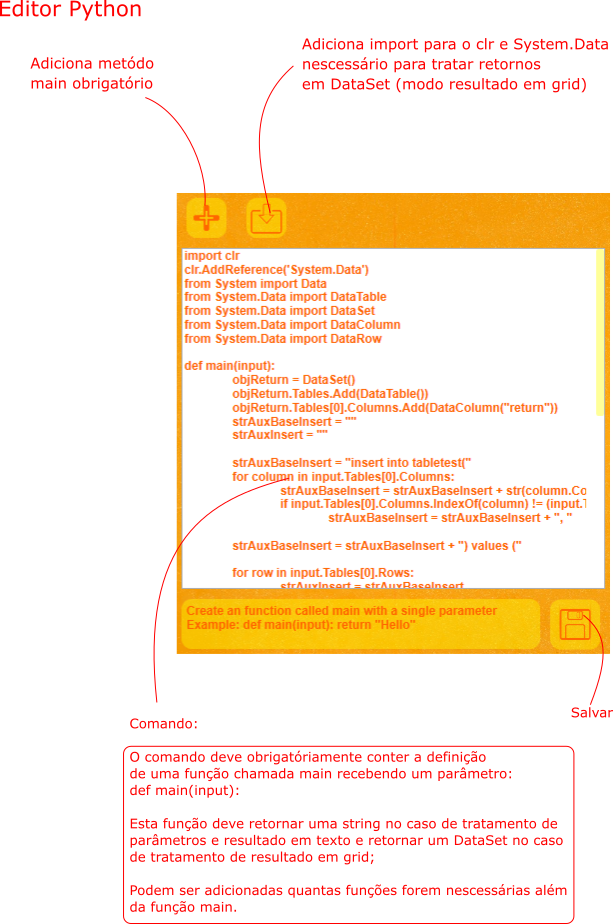 Editor Python
Adiciona metódo
main obrigatório
Adiciona import para o clr e System.Data
nescessário para tratar retornos
em DataSet (modo resultado em grid)
import clr
clr.AddReference('System.Data')
from System import Data
from System.Data import DataTable
from System.Data import DataSet
from System.Data import DataColumn
from System.Data import DataRow
def main(input):
objReturn = DataSet()
objReturn.Tables.Add(DataTable())
objReturn.Tables[0].Columns.Add(DataColumn("return"))
strAuxBaseInsert = ""
strAuxInsert = ""
strAuxBaseInsert = "insert into tabletest("
for column in input.Tables[0].Columns:
strAuxBaseInsert = strAuxBaseInsert + str(column.Co
if input.Tables[0].Columns.IndexOf(column) != (input.T
strAuxBaseInsert = strAuxBaseInsert + ", "
strAuxBaseInsert = strAuxBaseInsert + ") values ("
for row in input.Tables[0].Rows:
strAuxInsert = strAuxBaseInsert
Create an function called main with a single parameter
Example: def main(input): return "Hello"
Salvar
Comando:
O comando deve obrigatóriamente conter a definição
de uma função chamada main recebendo um parâmetro:
def main(input):
Esta função deve retornar uma string no caso de tratamento de
parâmetros e resultado em texto e retornar um DataSet no caso
de tratamento de resultado em grid;
Podem ser adicionadas quantas funções forem nescessárias além
da função main.